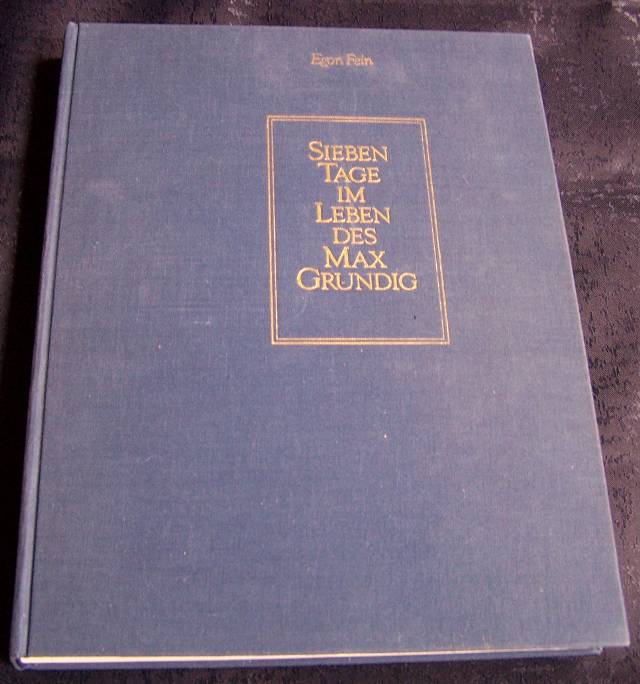 Egon Fein
SIEBEN
TAGE
IM
LEBEN
DES
MAX
GRUNDIG